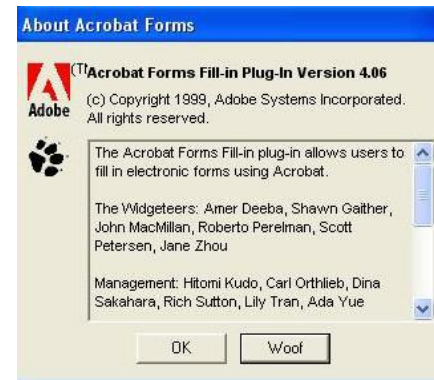 About Acrobat Forms
Acrobat Forms Fill-in Plug-In Version 4.06
(c) Copyright 1999, Adobe Systems Incorporated.
All rights reserved.
Adobe
The Acrobat Forms Fill-in plug-in allows users to
fill in electronic forms using Acrobat.
The Widgeteers: Amer Deeba, Shawn Gaither,
John MacMillan, Roberto Perelman, Scott
Petersen, Jane Zhou
Management: Hitomi Kudo, Carl Orthlieb, Dina
Sakahara, Rich Sutton, Lily Tran, Ada Yue
OK
Woof